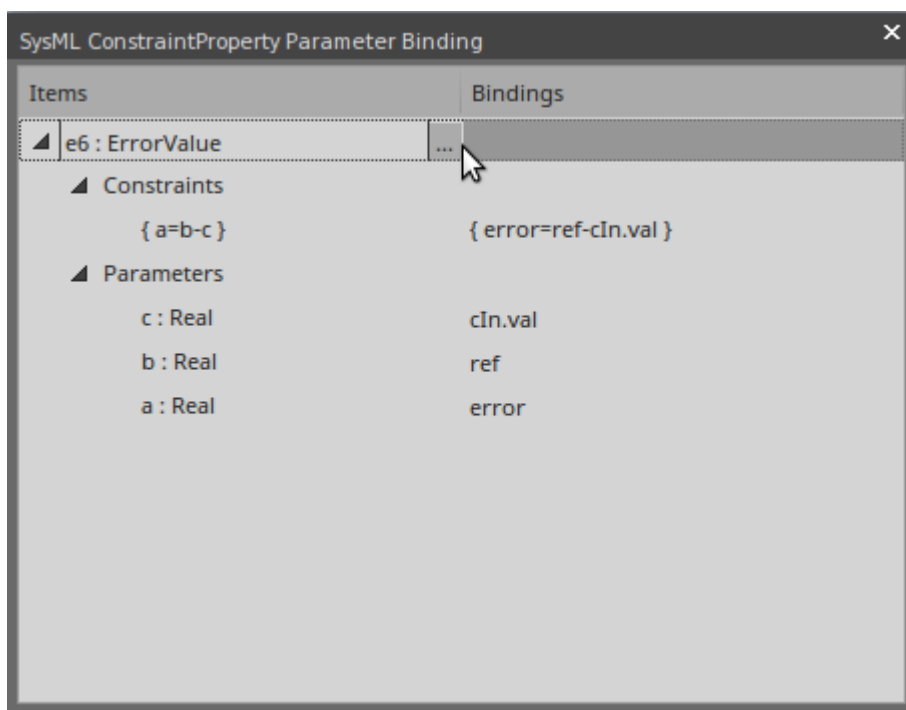 SysML ConstraintProperty Parameter Binding
Items Bindings
e6 : ErrorValue ...
Constraints
{ a=b-c } { error=ref-cIn.val }
Parameters
c : Real cIn.val
b : Real ref
a : Real error